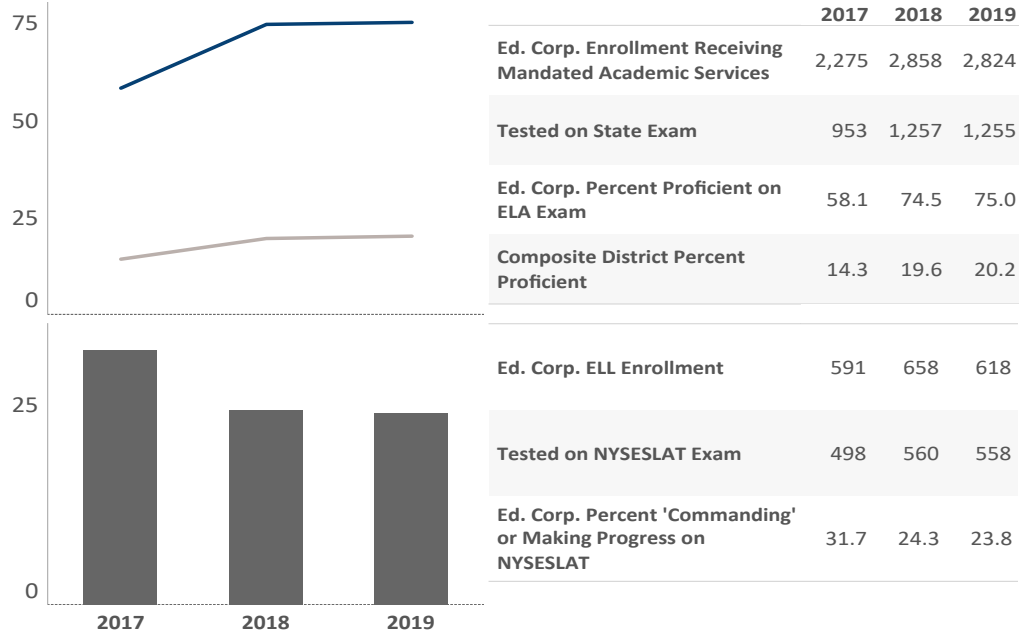 75
50
25
0
2017 2018 2019
Ed. Corp. Enrollment Receiving
Mandated Academic Services 2,275 2,858 2,824
Tested on State Exam 953 1,257 1,255
Ed. Corp. Percent Proficient on
ELA Exam 58.1 74.5 75.0
Composite District Percent
Proficient 14.3 19.6 20.2
25
0
2017 2018 2019
Ed. Corp. ELL Enrollment 591 658 618
Tested on NYSESLAT Exam 498 560 558
Ed. Corp. Percent 'Commanding'
or Making Progress on 31.7 24.3 23.8
NYSESLAT